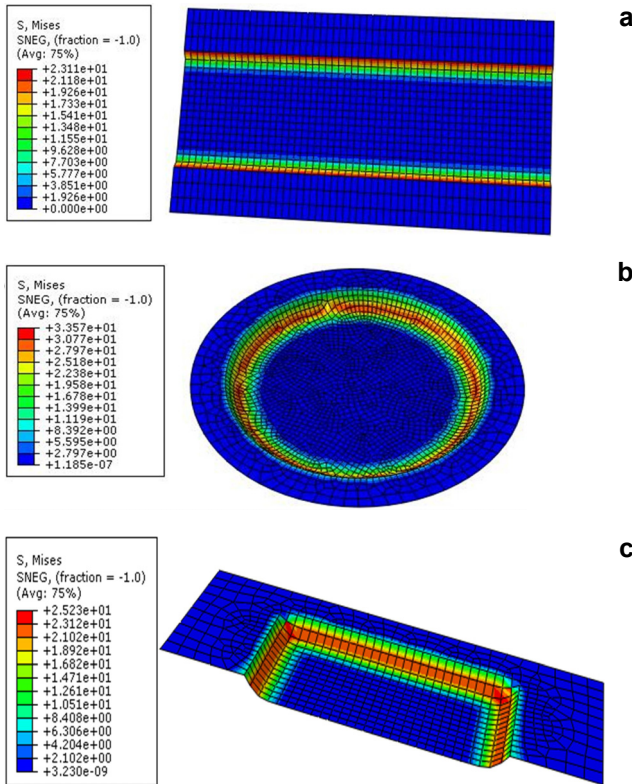 a
S, Mises
SNEG, (fraction = -1.0)
(Avg: 75%)
+2.311e+01
+2.118e+01
+1.926e+01
+1.733e+01
+1.541e+01
+1.348e+01
+1.155e+01
+9.628e+00
+7.703e+00
+5.777e+00
+3.851e+00
+1.926e+00
+0.000e+00
b
S, Mises
SNEG, (fraction = -1.0)
(Avg: 75%)
+3.357e+01
+3.077e+01
+2.797e+01
+2.518e+01
+2.238e+01
+1.958e+01
+1.678e+01
+1.399e+01
+1.119e+01
+8.392e+00
+5.595e+00
+2.797e+00
+1.185e-07
c
S, Mises
SNEG, (fraction = -1.0)
(Avg: 75%)
+2.523e+01
+2.312e+01
+2.102e+01
+1.892e+01
+1.682e+01
+1.471e+01
+1.261e+01
+1.051e+01
+8.408e+00
+6.306e+00
+4.204e+00
+2.102e+00
+3.230e-09